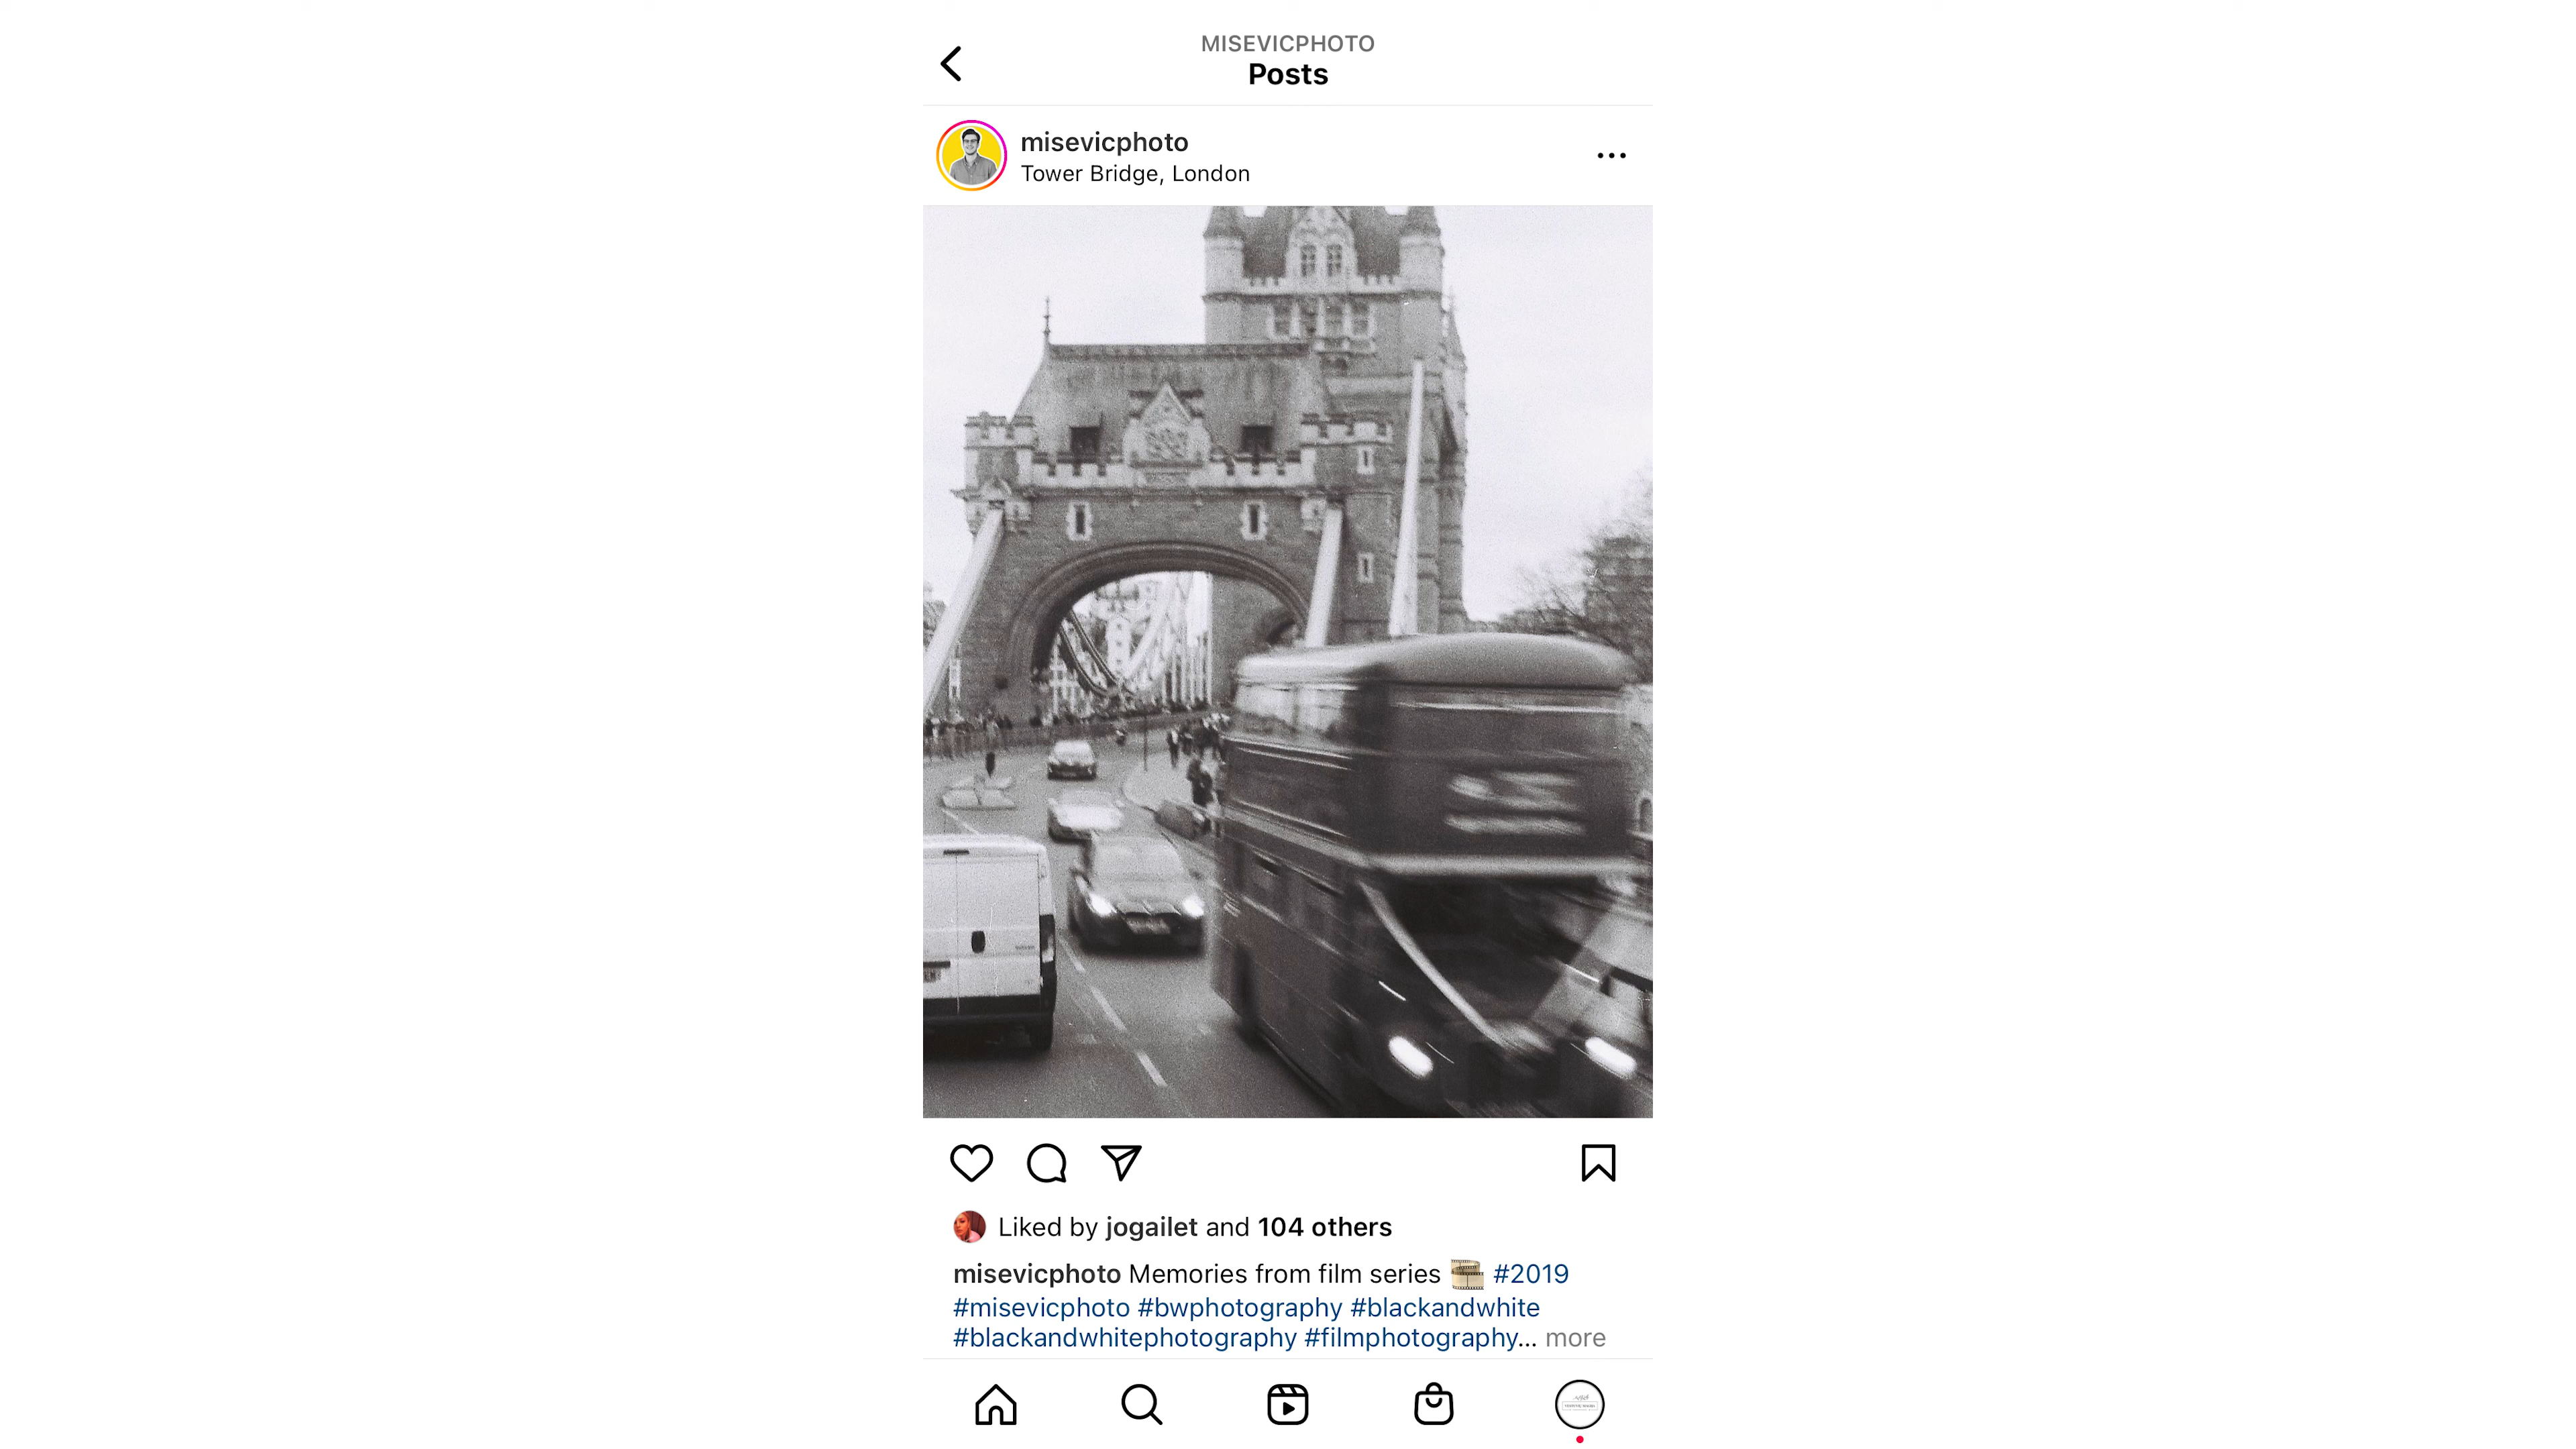 MISEVICPHOTO
Posts
misevicphoto
Tower Bridge, London
Liked by jogailet and 104 others
misevicphoto Memories from film series 🎞️ #2019
#misevicphoto #bwphotography #blackandwhite
#blackandwhitephotography #filmphotography... more